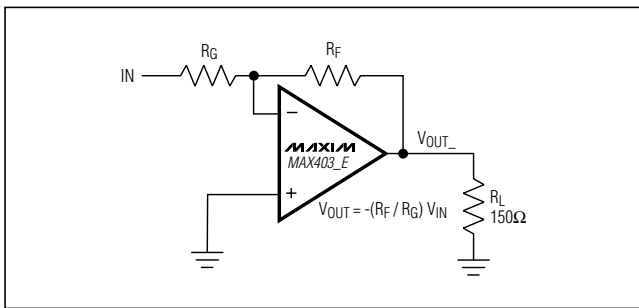 R_G
R_F
IN
−
MAXIM
MAX403_E
V_OUT_
+
V_OUT = -(R_F / R_G) V_IN
R_L
150Ω